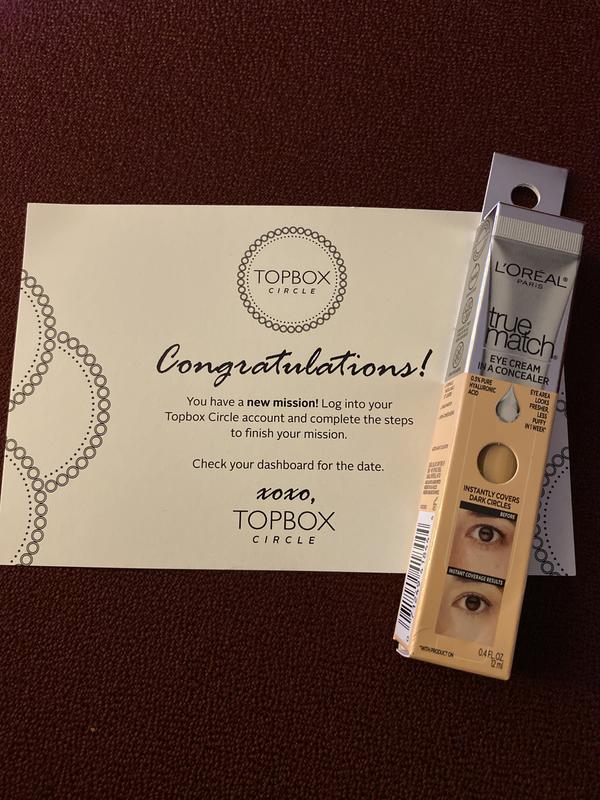 TOPBOX
CIRCLE
Congratulations!
You have a new mission! Log into your
Topbox Circle account and complete the steps
to finish your mission.
Check your dashboard for the date.
xoxo,
TOPBOX
CIRCLE
L'ORÉAL®
PARIS
true
match®
EYE CREAM
IN A CONCEALER
0.5% PURE
HYALURONIC
ACID
EYE AREA
LOOKS
FRESHER,
LESS
PUFFY
IN 1 WEEK*
INSTANTLY COVERS
DARK CIRCLES
BEFORE
INSTANT COVERAGE RESULTS
*WITH PRODUCT ON
0.4 FL OZ
12 ml